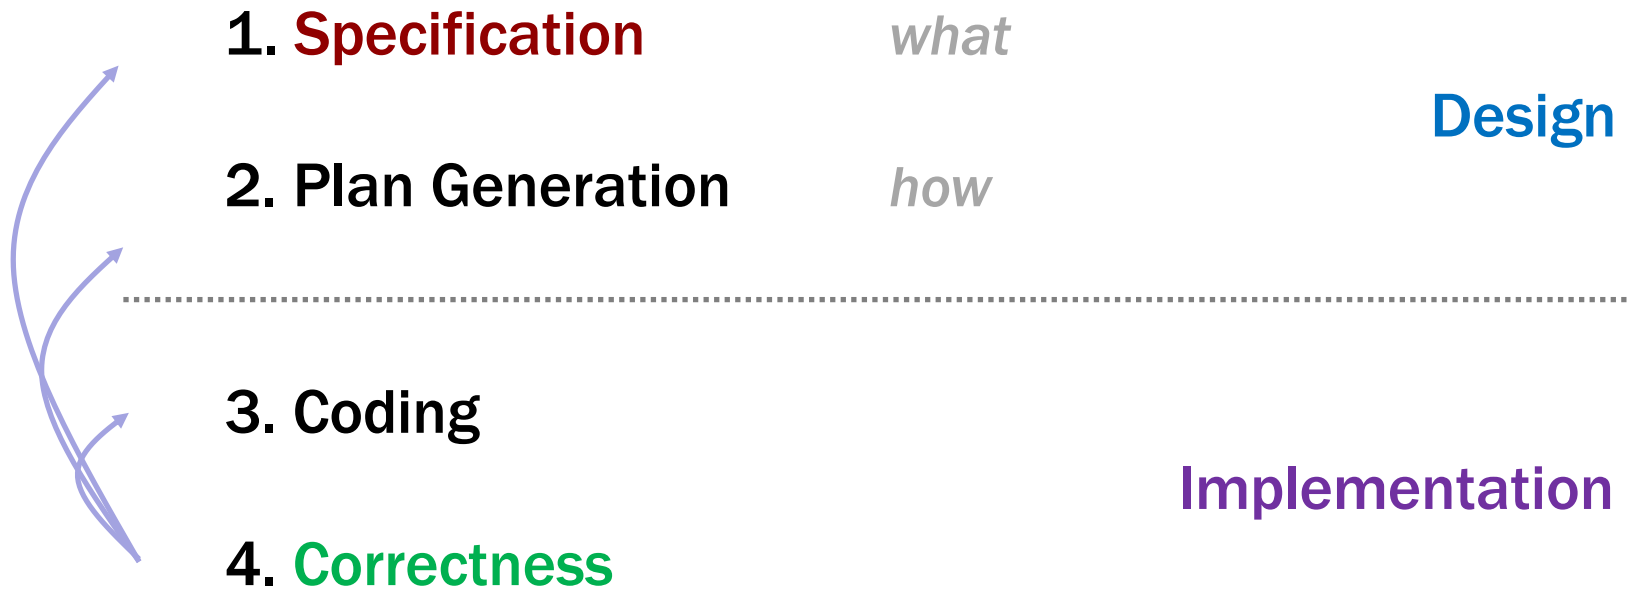 1. Specification what
Design
2. Plan Generation how
3. Coding
Implementation
4. Correctness